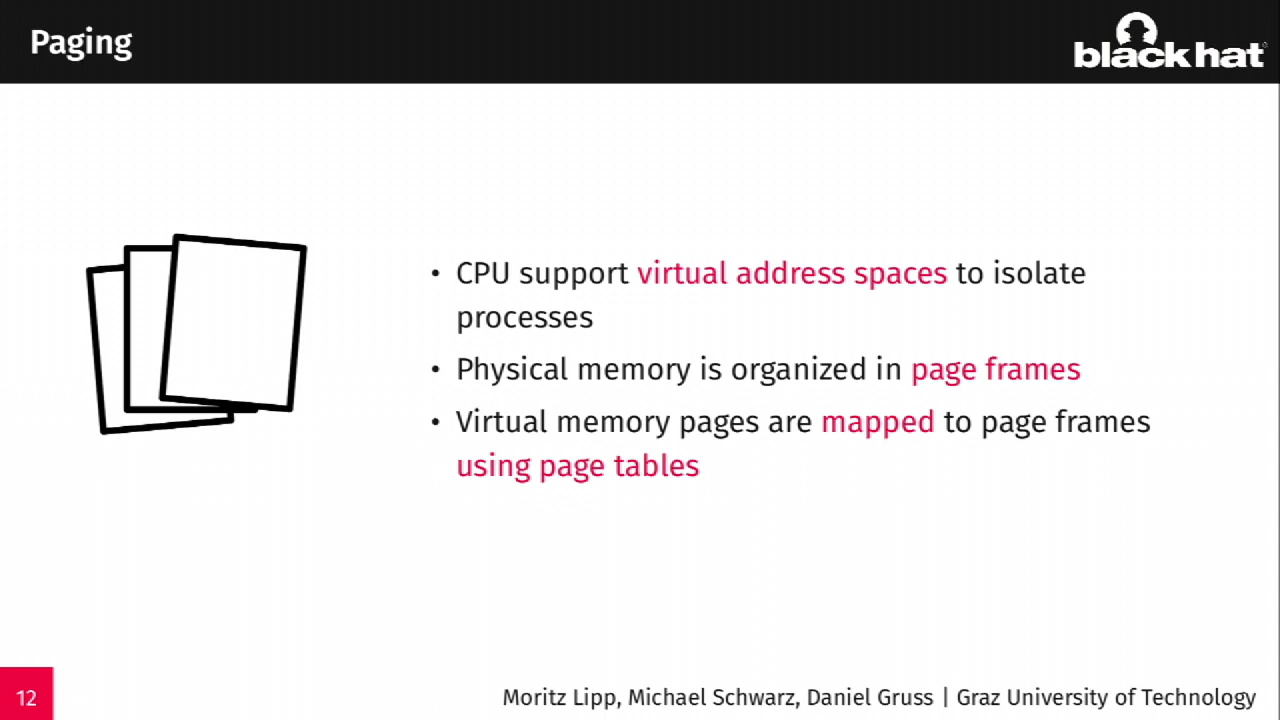 Paging
black hat
• CPU support virtual address spaces to isolate
processes
• Physical memory is organized in page frames
• Virtual memory pages are mapped to page frames
using page tables
12
Moritz Lipp, Michael Schwarz, Daniel Gruss | Graz University of Technology